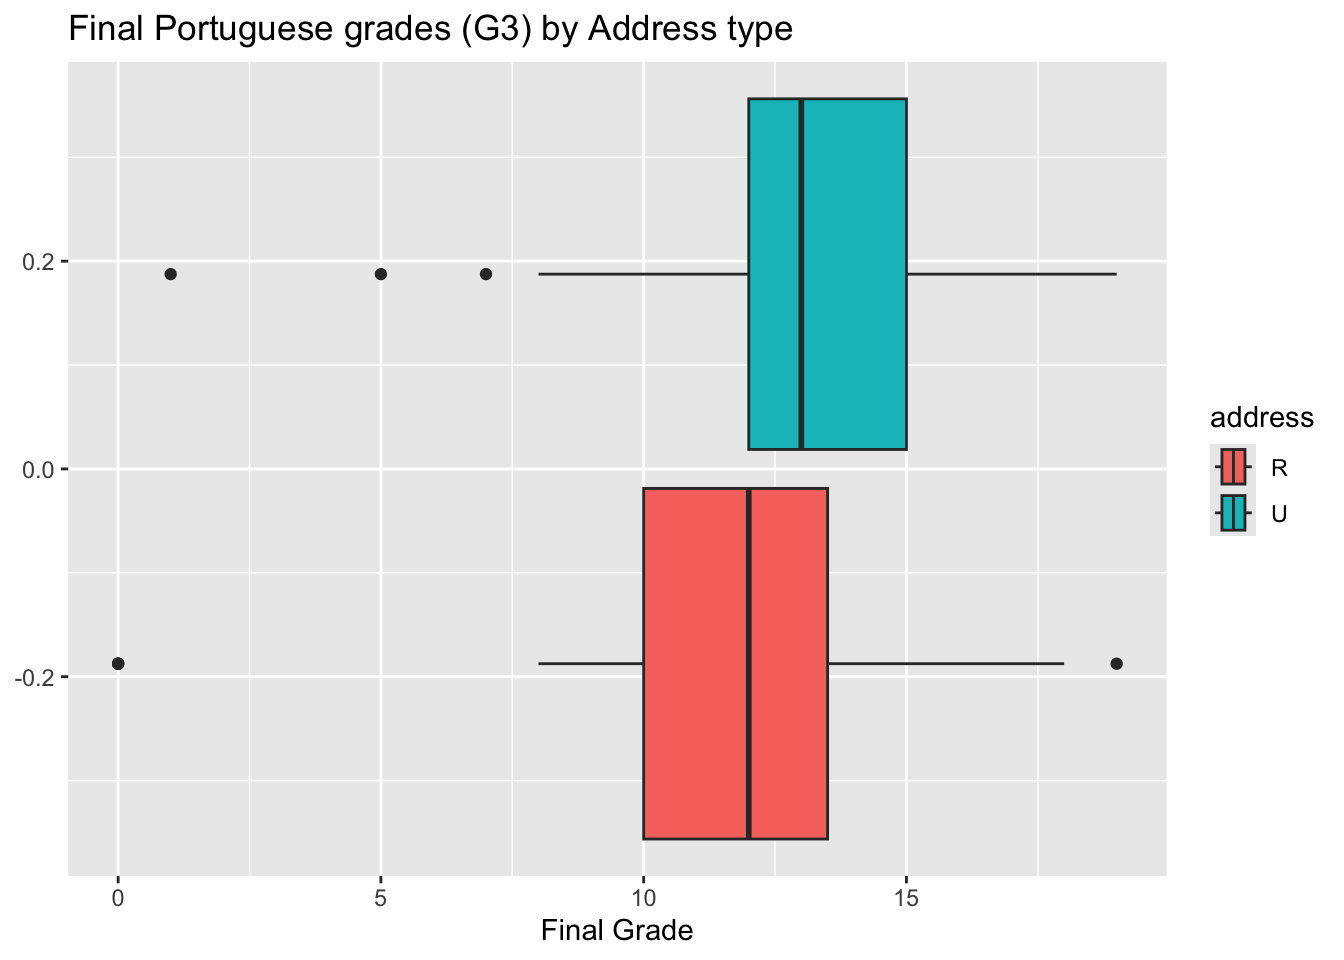 Final Portuguese grades (G3) by Address type
0.2
0.0
-0.2
0 5 10 15
Final Grade
address
R
U